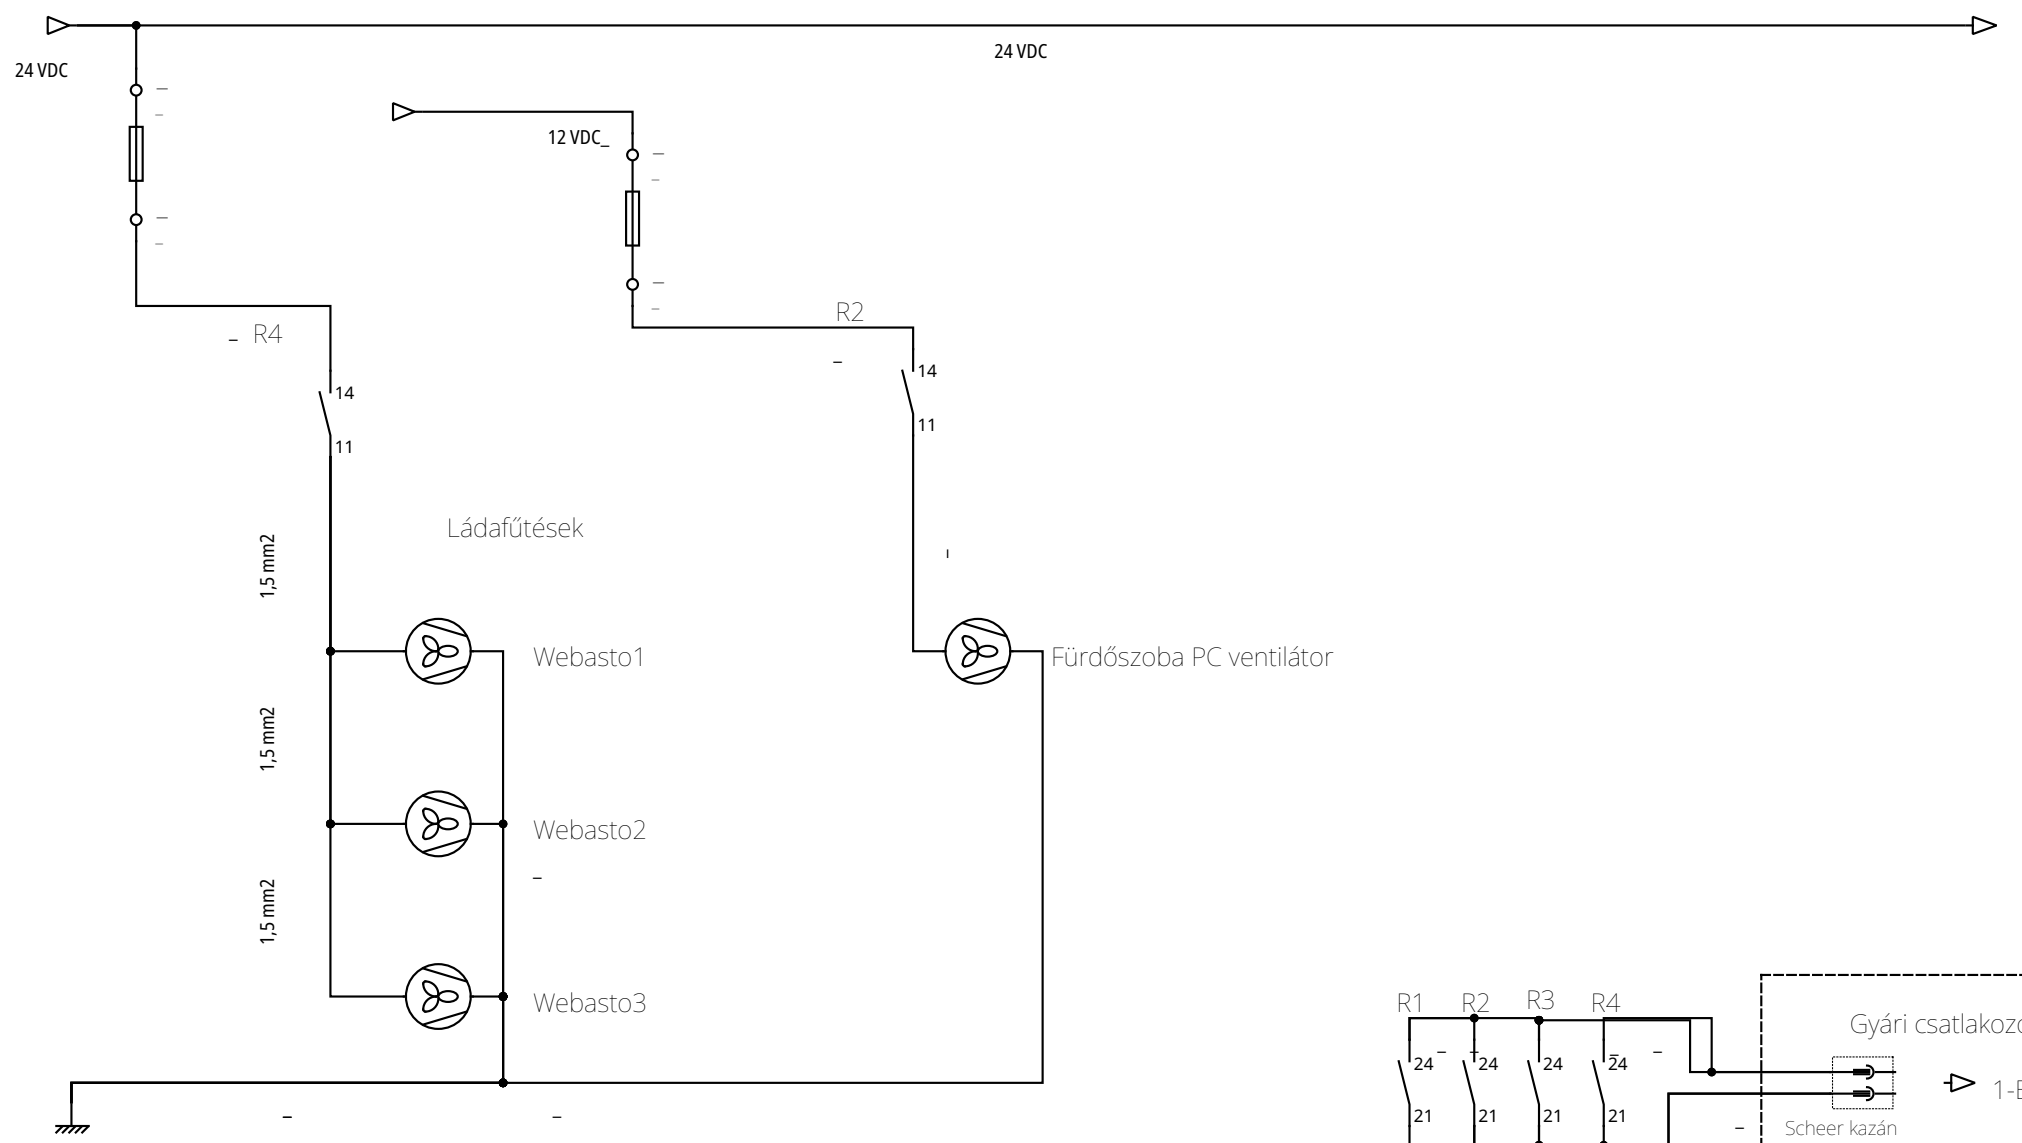 24 VDC
24 VDC
12 VDC_
R2
R4
14
11
14
11
Ládafűtések
1,5 mm2
Webasto1
Fürdőszoba PC ventilátor
1,5 mm2
Webasto2
1,5 mm2
Webasto3
R1
R2
R3
R4
Gyári
24
24
24
24
21
21
21
21
Scheer kazán